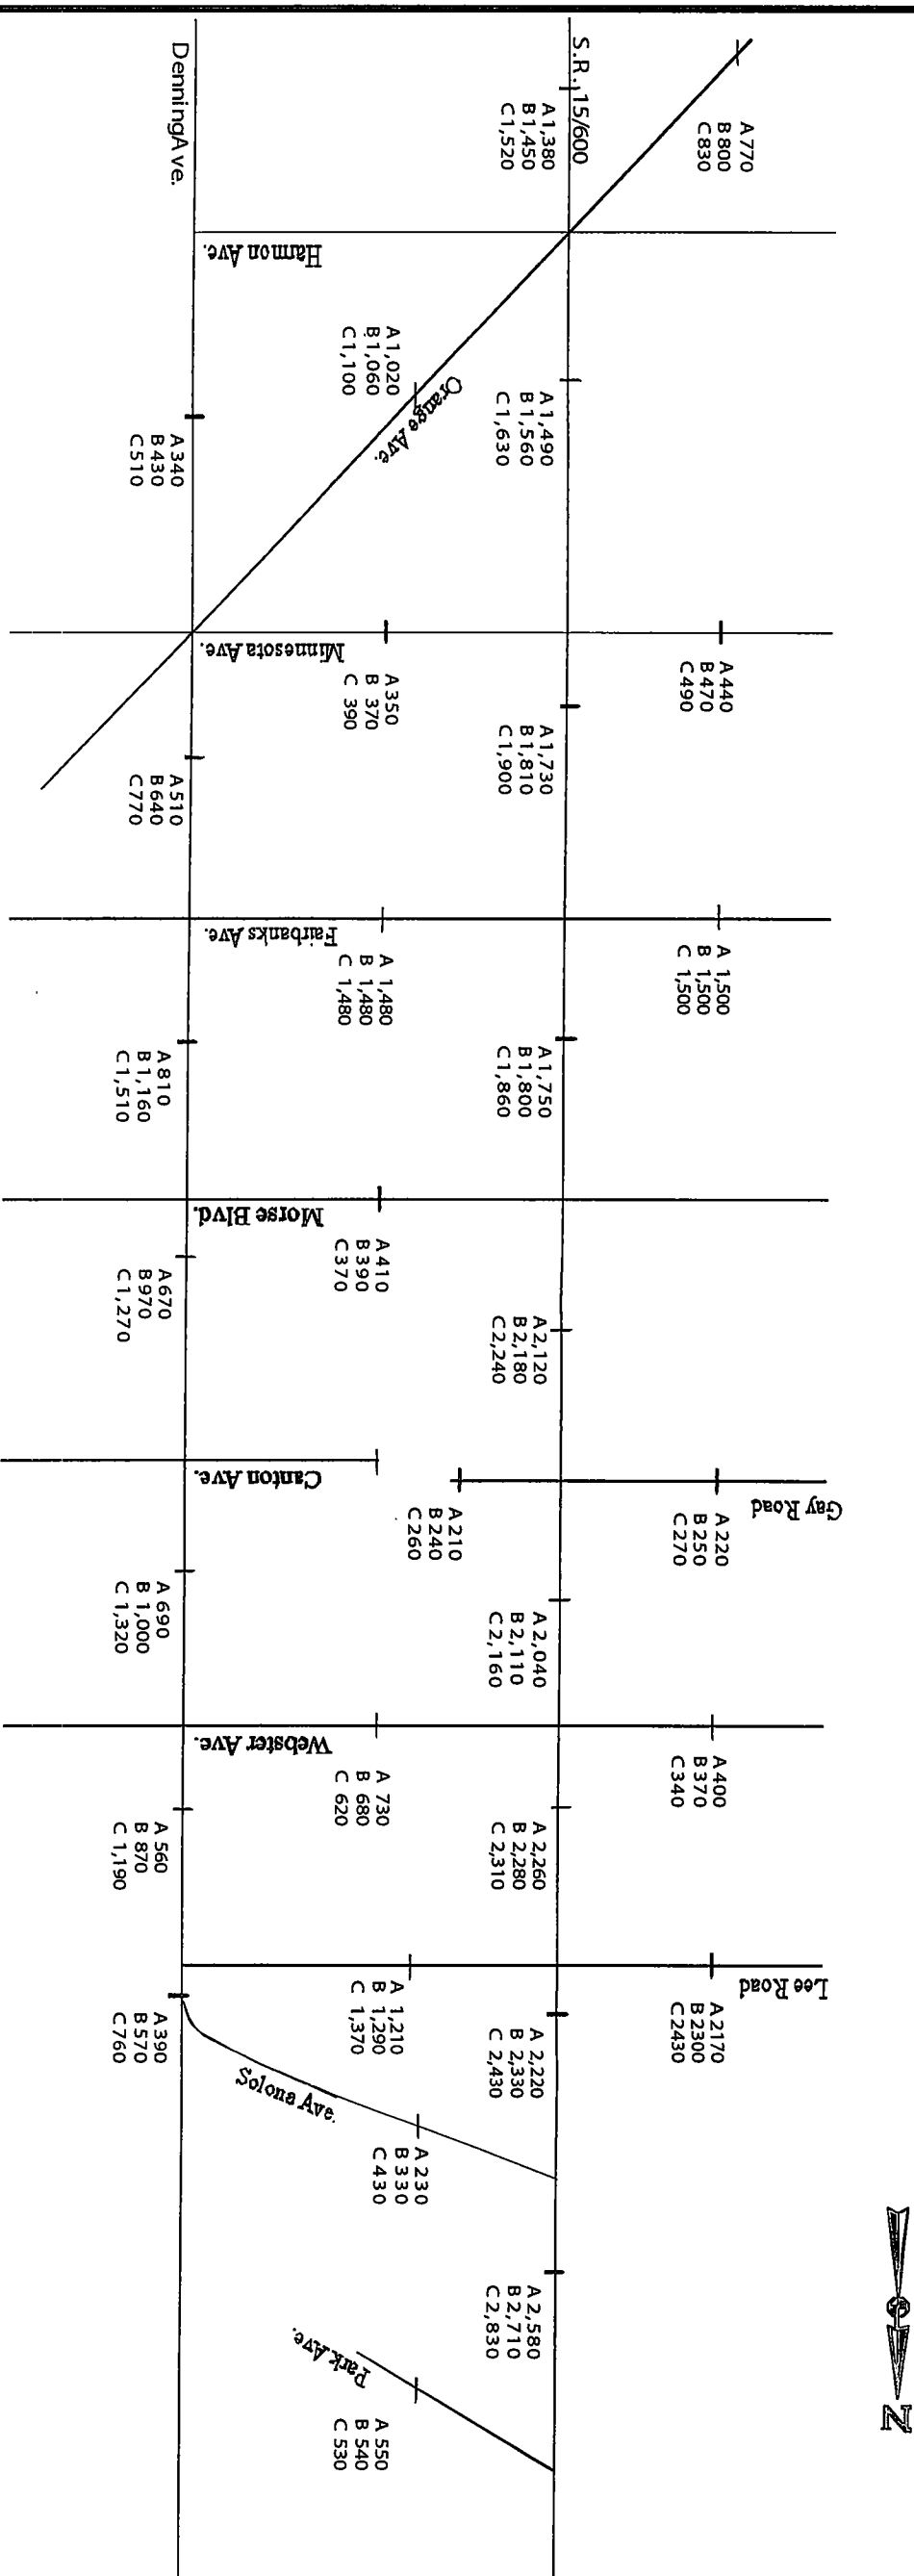 A 770
B 800
C 830
S.R. 15/600
A 1,380
B 1,450
C 1,520
Denning Ave.
Harmon Ave.
A 1,020
B 1,060
C 1,100
Orange Ave.
A 1,490
B 1,560
C 1,630
A 340
B 430
C 510
Minnesota Ave.
A 350
B 370
C 390
A 440
B 470
C 490
A 1,730
B 1,810
C 1,900
A 510
B 640
C 770
Fairbanks Ave.
A 1,480
B 1,480
C 1,480
A 1,500
B 1,500
C 1,500
A 1,750
B 1,800
C 1,860
A 810
B 1,160
C 1,510
Morse Blvd.
A 410
B 390
C 370
A 670
B 970
C 1,270
A 2,120
B 2,180
C 2,240
Canton Ave.
Gay Road
A 210
B 240
C 260
A 220
B 250
C 270
A 690
B 1,000
C 1,320
A 2,040
B 2,110
C 2,160
Webster Ave.
A 730
B 680
C 620
A 400
B 370
C 340
A 560
B 870
C 1,190
A 2,260
B 2,280
C 2,310
Lee Road
A 1,210
B 1,290
C 1,370
A 2170
B 2300
C 2430
A 390
B 570
C 760
A 2,220
B 2,330
C 2,430
Solona Ave.
A 230
B 330
C 430
A 2,580
B 2,710
C 2,830
Park Ave.
A 550
B 540
C 530
N